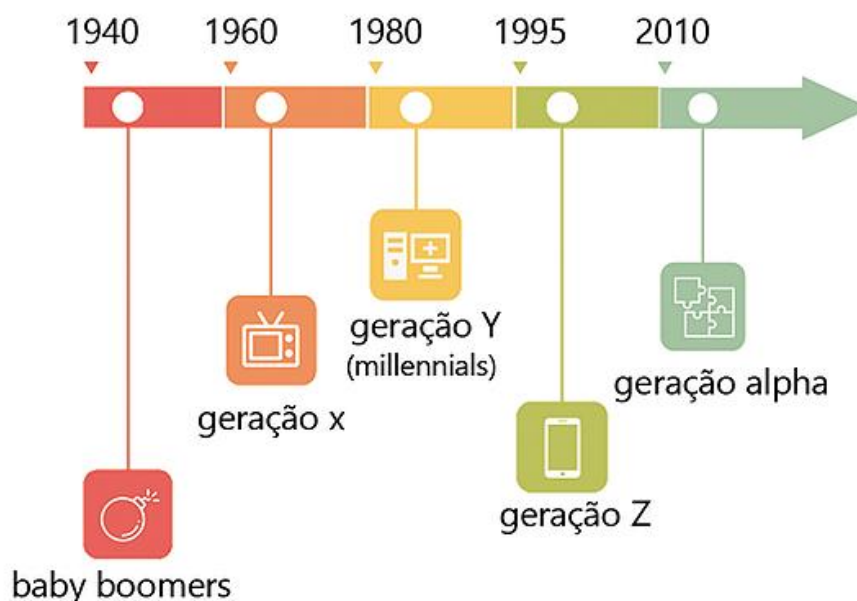 1940 1960 1980 1995 2010
geração Y
(millennials)
geração alpha
geração x
geração Z
baby boomers